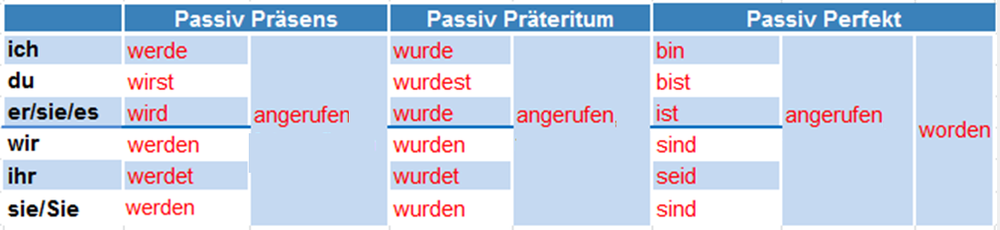 Passiv Präsens Passiv Präteritum Passiv Perfekt
ich werde wurde bin
du wirst wurdest bist
er/sie/es wird angerufen wurde angerufen, ist angerufen
worden
wir werden wurden sind
ihr werdet wurdet seid
sie/Sie werden wurden sind